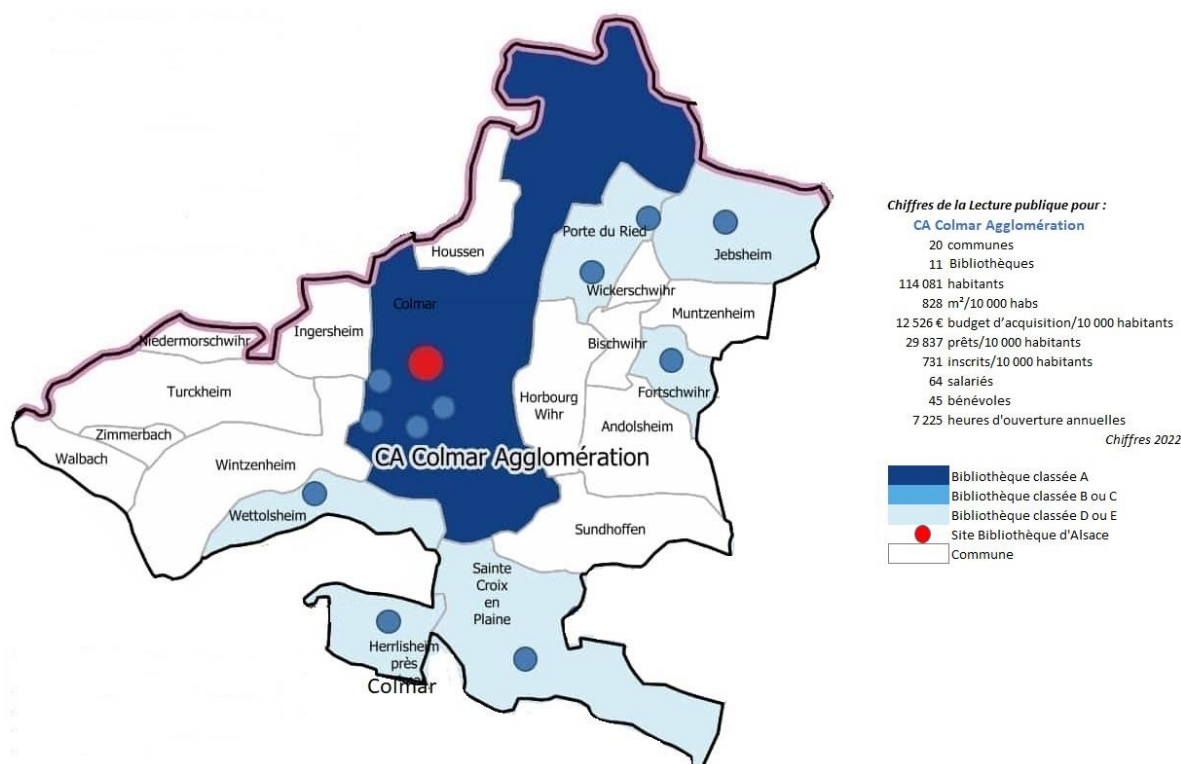 Houssen
Porte du Ried
Jebsheim
Wickerschwihr
Colmar
Muntzenheim
Ingersheim
Niedermorschwihr
Bischwihr
Turckheim
Fortschwihr
Horbourg
Wihr
Andolsheim
Zimmerbach
Walbach
Wintzenheim
CA Colmar Agglomération
Wettolsheim
Sundhoffen
Sainte
Croix
en
Plaine
Herrlisheim
près
Colmar
Chiffres de la Lecture publique pour :
CA Colmar Agglomération
20 communes
11 Bibliothèques
114 081 habitants
828 m²/10 000 habs
12 526 € budget d'acquisition/10 000 habitants
29 837 prêts/10 000 habitants
731 inscrits/10 000 habitants
64 salariés
45 bénévoles
7 225 heures d'ouverture annuelles
Chiffres 2022
Bibliothèque classée A
Bibliothèque classée B ou C
Bibliothèque classée D ou E
Site Bibliothèque d'Alsace
Commune